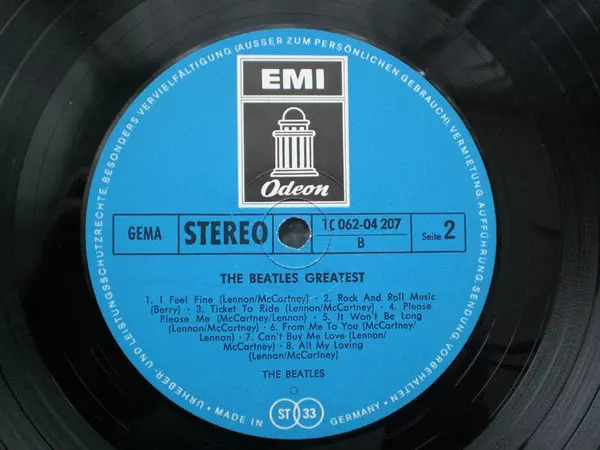 URHEBER- UND LEISTUNGSSCHUTZRECHTE. BESONDERS VERVIELFÄLTIGUNG (AUSSER ZUM PERSÖNLICHEN GEBRAUCH), VERMIETUNG, AUFFÜHRUNG, SENDUNG, VORBEHALTEN
EMI
Odeon
GEMA
STEREO
1C 062-04 207
B
Seite 2
THE BEATLES GREATEST
1. I Feel Fine (Lennon/McCartney) · 2. Rock And Roll Music
(Berry) · 3. Ticket To Ride (Lennon/McCartney) · 4. Please
Please Me (McCartney/Lennon) · 5. It Won't Be Long
(Lennon/McCartney) · 6. From Me To You (McCartney/
Lennon) · 7. Can't Buy Me Love (Lennon/
McCartney) · 8. All My Loving
(Lennon/McCartney)
THE BEATLES
· MADE IN ST 33 GERMANY ·